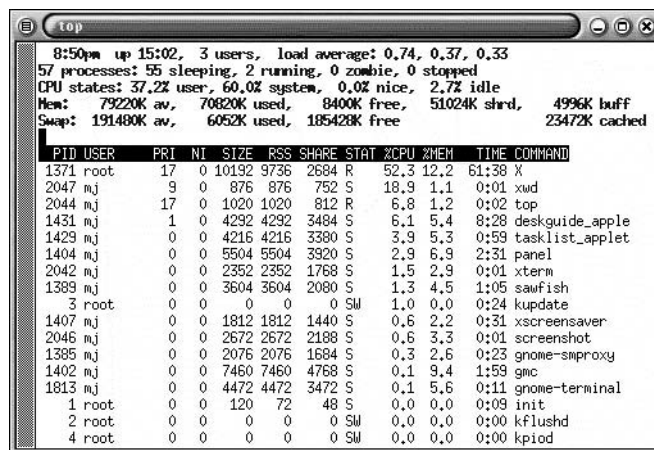 top
8:50pm up 15:02, 3 users, load average: 0.74, 0.37, 0.33
57 processes: 55 sleeping, 2 running, 0 zombie, 0 stopped
CPU states: 37.2% user, 60.0% system, 0.0% nice, 2.7% idle
Mem: 79220K av, 70820K used, 8400K free, 51024K shrd, 4996K buff
Swap: 191480K av, 6052K used, 185428K free 23472K cached
PID USER PRI NI SIZE RSS SHARE STAT %CPU %MEM TIME COMMAND
1371 root 17 0 10192 9736 2684 R 52.3 12.2 61:38 X
2047 mj 9 0 876 876 752 S 18.9 1.1 0:01 xwd
2044 mj 17 0 1020 1020 812 R 6.8 1.2 0:02 top
1431 mj 1 0 4292 4292 3484 S 6.1 5.4 8:28 deskguide_apple
1429 mj 0 0 4216 4216 3380 S 3.9 5.3 0:59 tasklist_applet
1404 mj 0 0 5504 5504 3920 S 2.9 6.9 2:31 panel
2042 mj 0 0 2352 2352 1768 S 1.5 2.9 0:01 xterm
1389 mj 0 0 3604 3604 2080 S 1.3 4.5 1:05 sawfish
3 root 0 0 0 0 0 SW 1.0 0.0 0:24 kupdate
1407 mj 0 0 1812 1812 1440 S 0.6 2.2 0:31 xscreensaver
2046 mj 0 0 2672 2672 2188 S 0.6 3.3 0:01 screenshot
1385 mj 0 0 2076 2076 1684 S 0.3 2.6 0:23 gnome-smproxy
1402 mj 0 0 7460 7460 4768 S 0.1 9.4 1:59 gmc
1813 mj 0 0 4472 4472 3472 S 0.1 5.6 0:11 gnome-terminal
1 root 0 0 120 72 48 S 0.0 0.0 0:09 init
2 root 0 0 0 0 0 SW 0.0 0.0 0:00 kflushd
4 root 0 0 0 0 0 SW 0.0 0.0 0:00 kpiod